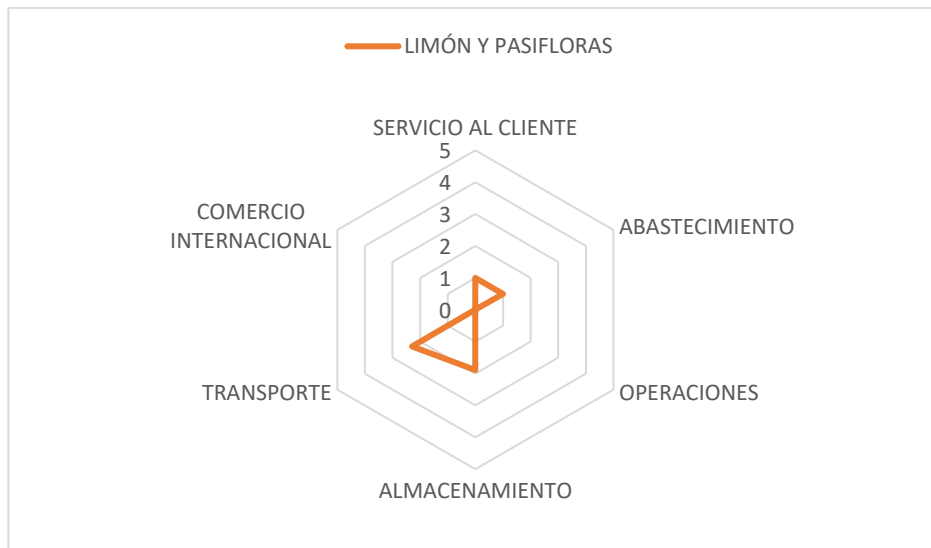 LIMÓN Y PASIFLORAS
SERVICIO AL CLIENTE
5
4
3
2
1
0
ABASTECIMIENTO
OPERACIONES
ALMACENAMIENTO
TRANSPORTE
COMERCIO
INTERNACIONAL